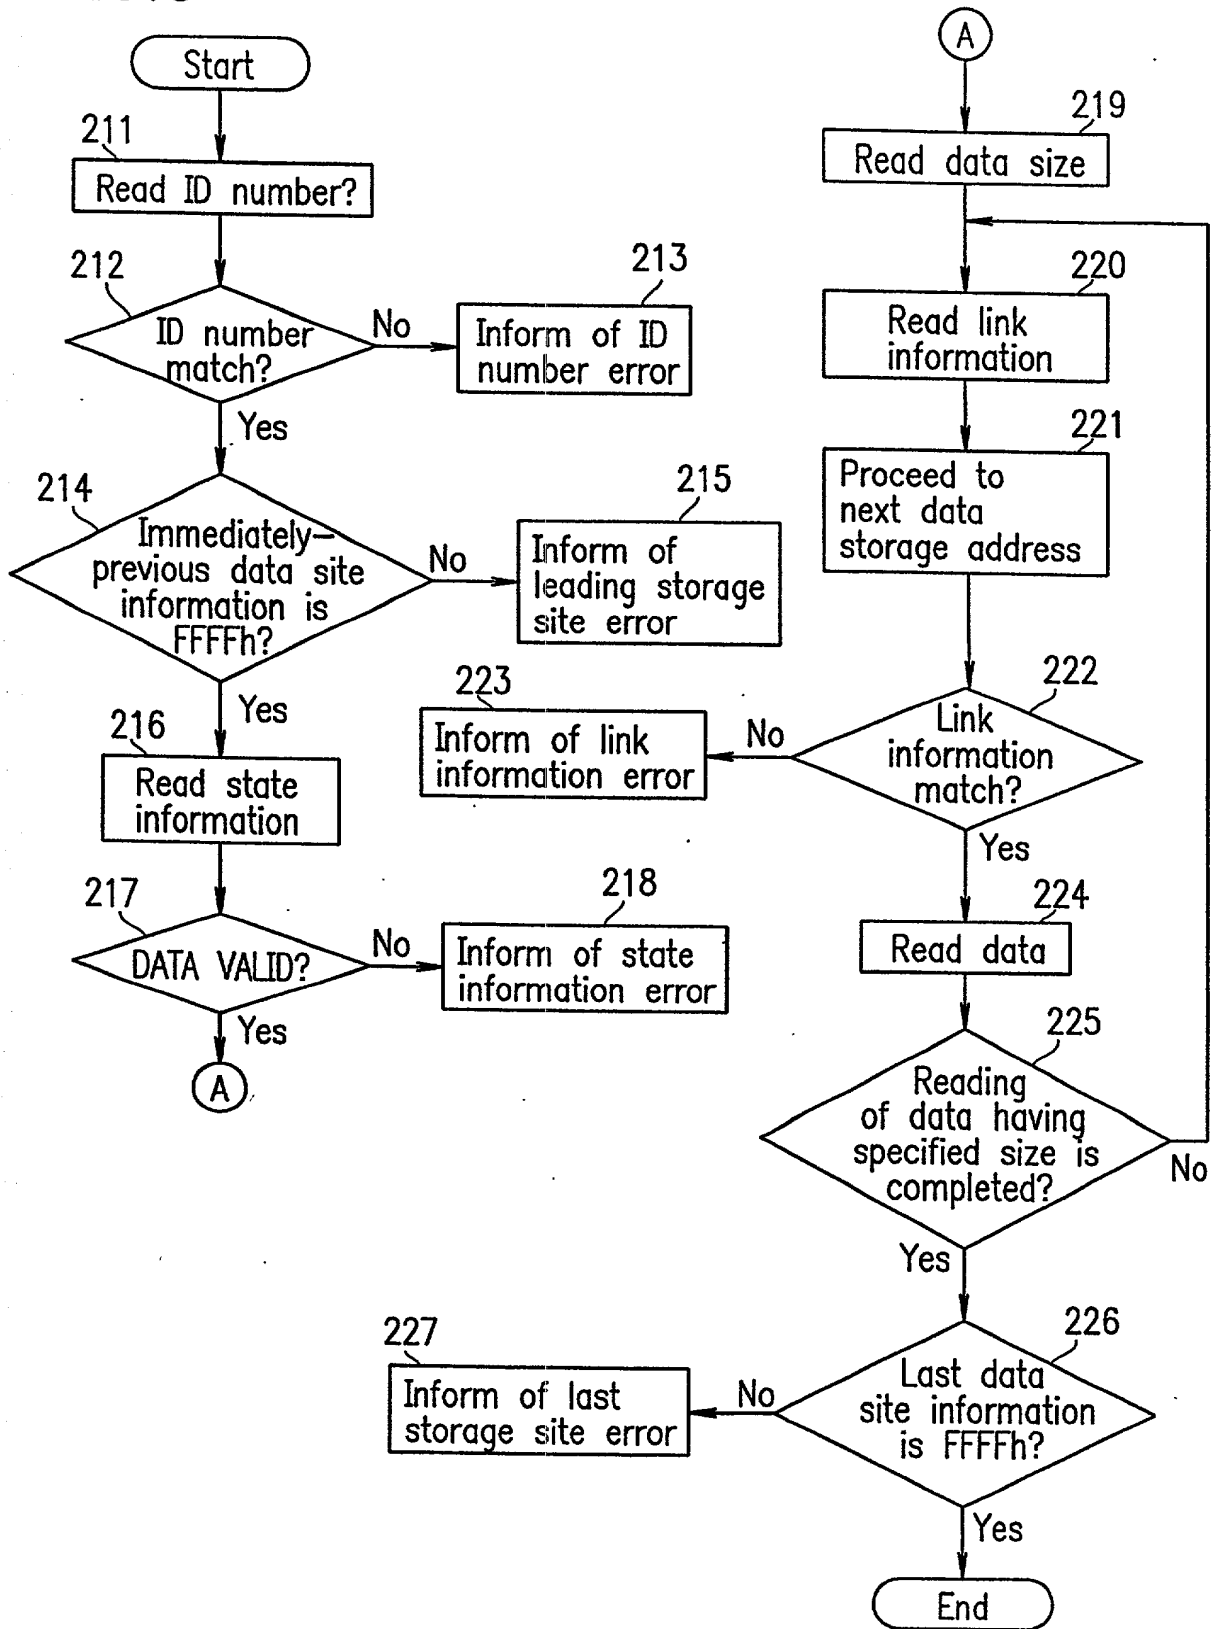 Start
211
Read ID number?
212
ID number
match?
No
213
Inform of ID
number error
Yes
214
Immediately-
previous data site
information is
FFFFh?
No
215
Inform of
leading storage
site error
Yes
216
Read state
information
217
DATA VALID?
No
218
Inform of state
information error
Yes
A
A
219
Read data size
220
Read link
information
221
Proceed to
next data
storage address
222
Link
information
match?
No
223
Inform of link
information error
Yes
224
Read data
225
Reading
of data having
specified size is
completed?
No
Yes
226
Last data
site information
is FFFFh?
No
227
Inform of last
storage site error
Yes
End